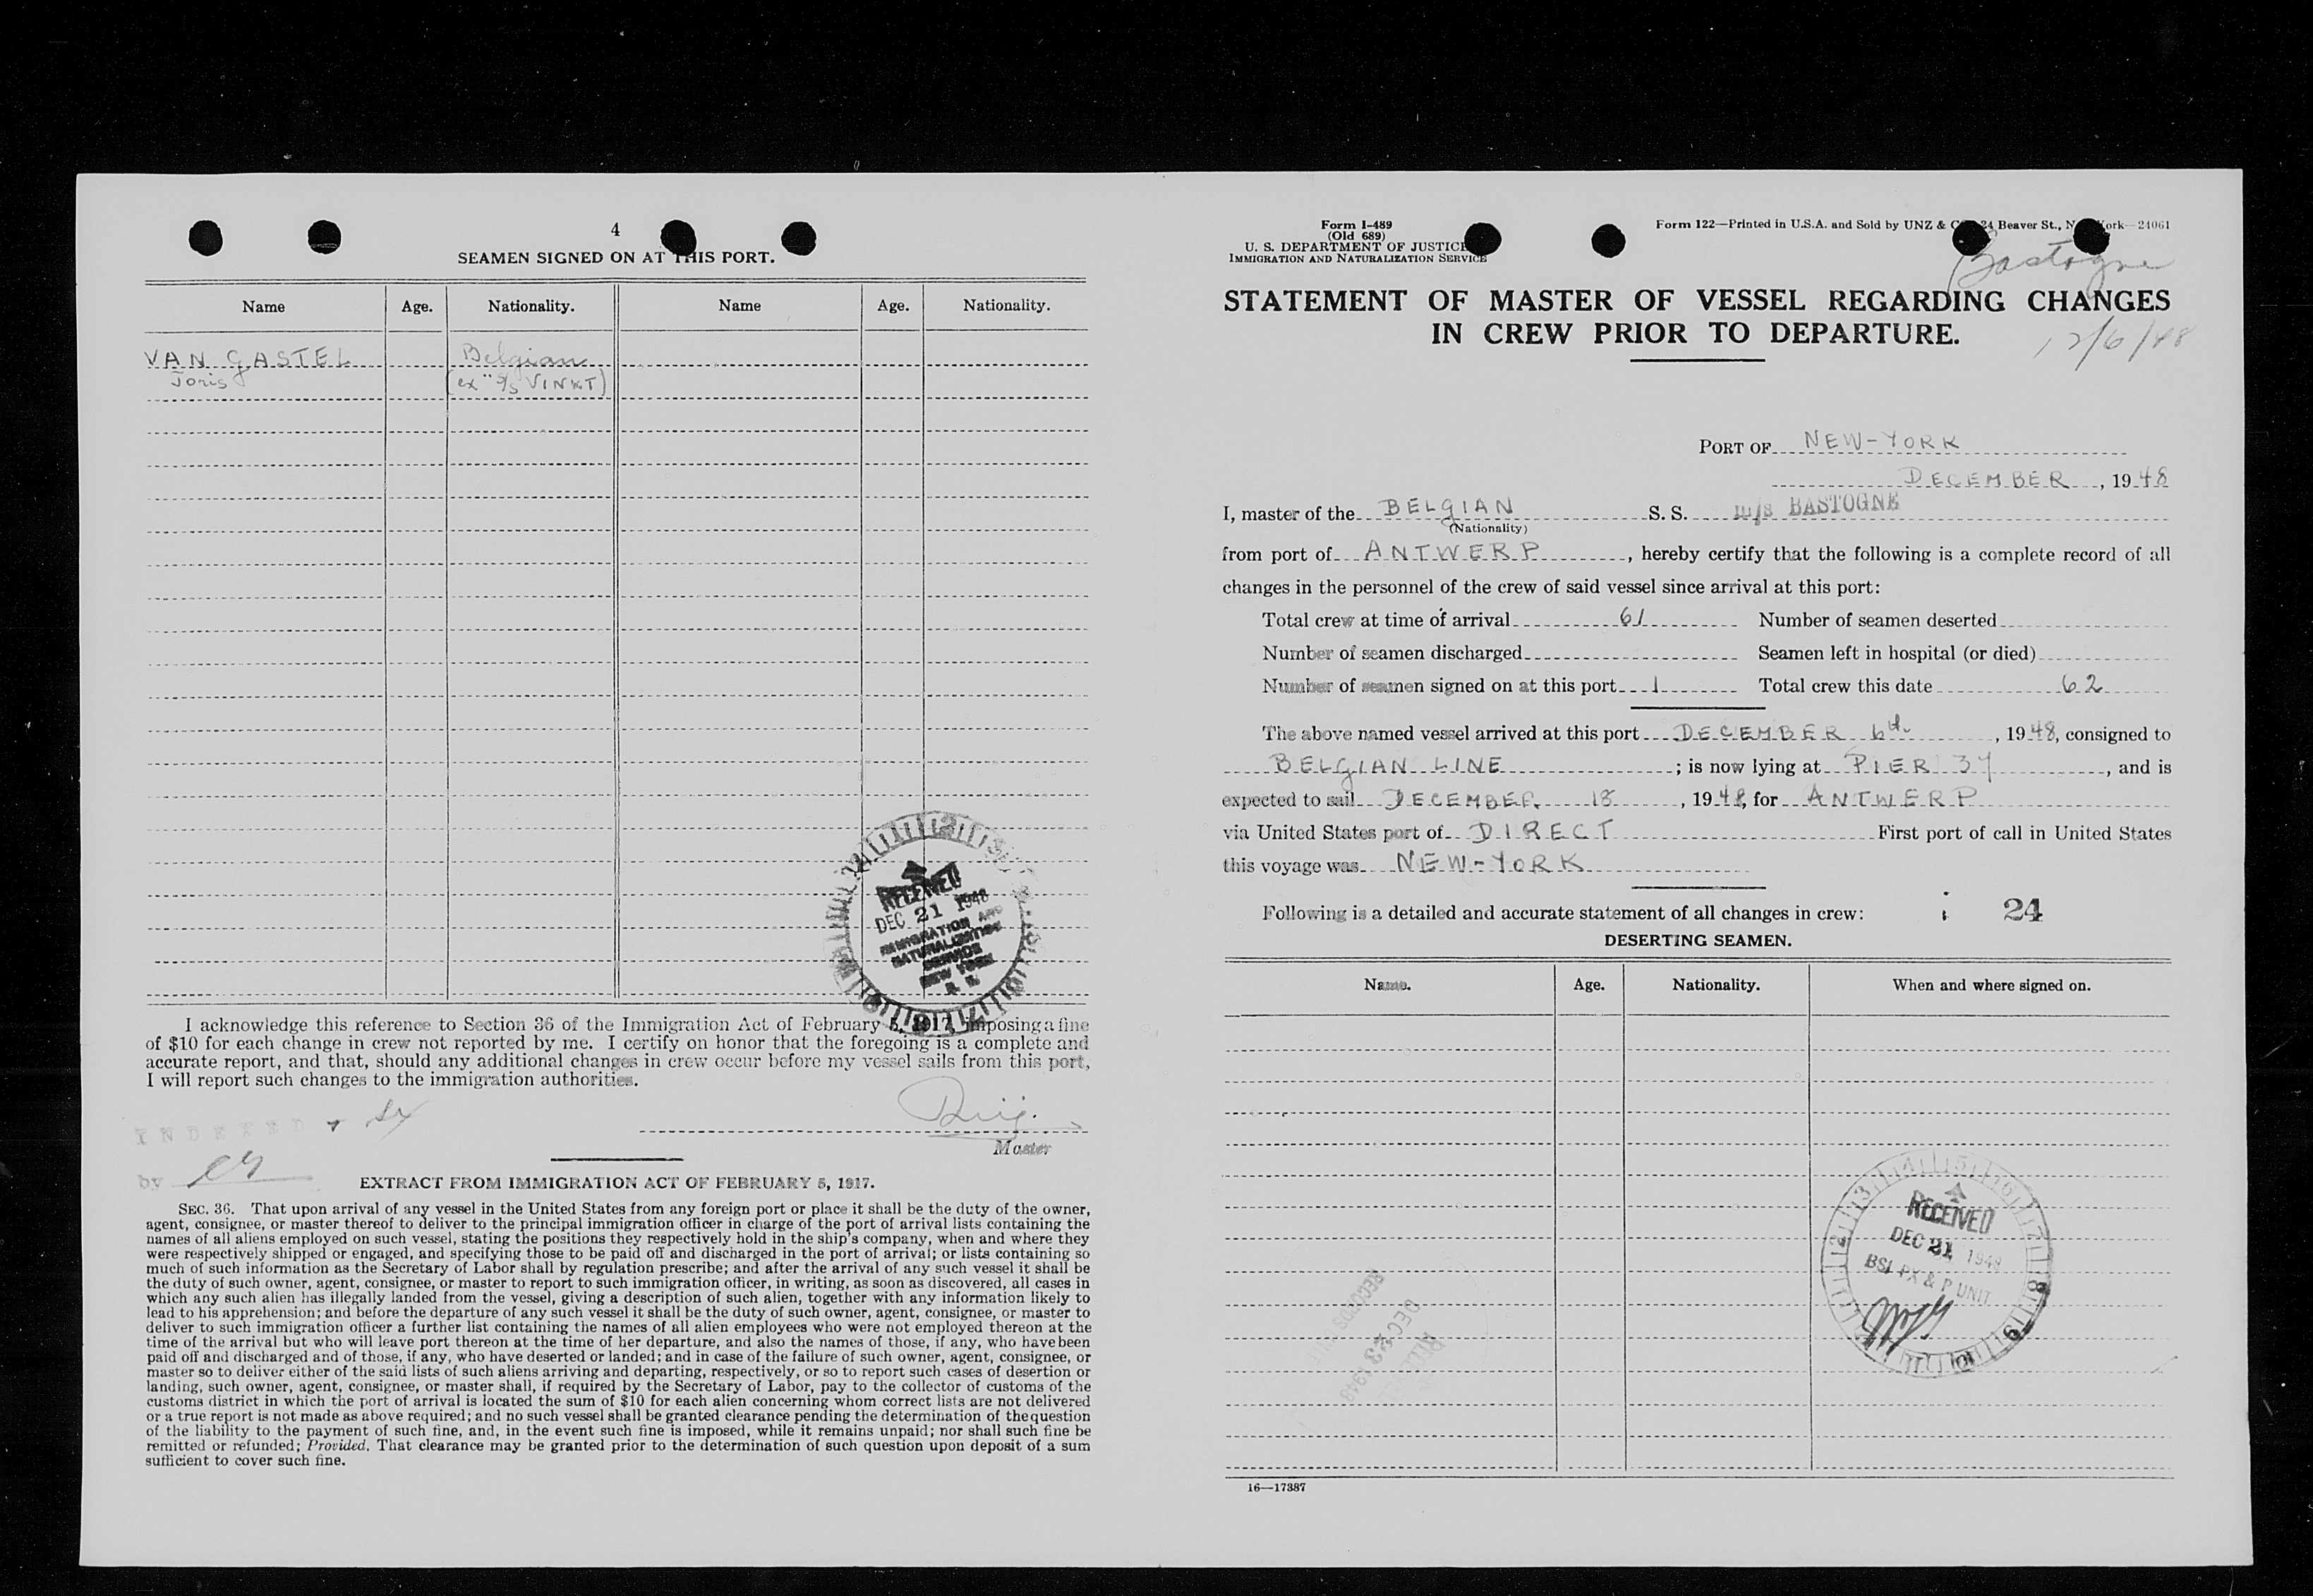 4
SEAMEN SIGNED ON AT THIS PORT.
Name Age. Nationality. Name Age. Nationality.
VAN GASTEL Belgian
Joris (ex "S/S VINKT)
RECEIVED
DEC 21 1948
IMMIGRATION AND
NATURALIZATION
SERVICE
NEW YORK
I acknowledge this reference to Section 36 of the Immigration Act of February 5, 1917, imposing a fine
of $10 for each change in crew not reported by me. I certify on honor that the foregoing is a complete and
accurate report, and that, should any additional changes in crew occur before my vessel sails from this port,
I will report such changes to the immigration authorities.
INDEXED
Master
by
EXTRACT FROM IMMIGRATION ACT OF FEBRUARY 5, 1917.
SEC. 36. That upon arrival of any vessel in the United States from any foreign port or place it shall be the duty of the owner,
agent, consignee, or master thereof to deliver to the principal immigration officer in charge of the port of arrival lists containing the
names of all aliens employed on such vessel, stating the positions they respectively hold in the ship's company, when and where they
were respectively shipped or engaged, and specifying those to be paid off and discharged in the port of arrival; or lists containing so
much of such information as the Secretary of Labor shall by regulation prescribe; and after the arrival of any such vessel it shall be
the duty of such owner, agent, consignee, or master to report to such immigration officer, in writing, as soon as discovered, all cases in
which any such alien has illegally landed from the vessel, giving a description of such alien, together with any information likely to
lead to his apprehension; and before the departure of any such vessel it shall be the duty of such owner, agent, consignee, or master to
deliver to such immigration officer a further list containing the names of all alien employees who were not employed thereon at the
time of the arrival but who will leave port thereon at the time of her departure, and also the names of those, if any, who have been
paid off and discharged and of those, if any, who have deserted or landed; and in case of the failure of such owner, agent, consignee, or
master so to deliver either of the said lists of such aliens arriving and departing, respectively, or so to report such cases of desertion or
landing, such owner, agent, consignee, or master shall, if required by the Secretary of Labor, pay to the collector of customs of the
customs district in which the port of arrival is located the sum of $10 for each alien concerning whom correct lists are not delivered
or a true report is not made as above required; and no such vessel shall be granted clearance pending the determination of the question
of the liability to the payment of such fine, and, in the event such fine is imposed, while it remains unpaid; nor shall such fine be
remitted or refunded; Provided, That clearance may be granted prior to the determination of such question upon deposit of a sum
sufficient to cover such fine.
Form I-489
(Old 689)
U. S. DEPARTMENT OF JUSTICE
IMMIGRATION AND NATURALIZATION SERVICE
Form 122—Printed in U.S.A. and Sold by UNZ & C 24 Beaver St., N ork—24061
Bastogne
STATEMENT OF MASTER OF VESSEL REGARDING CHANGES
IN CREW PRIOR TO DEPARTURE.
12/6/48
PORT OF NEW-YORK
DECEMBER, 1948
I, master of the BELGIAN S. S. m/s BASTOGNE
(Nationality)
from port of ANTWERP, hereby certify that the following is a complete record of all
changes in the personnel of the crew of said vessel since arrival at this port:
Total crew at time of arrival 61 Number of seamen deserted
Number of seamen discharged Seamen left in hospital (or died)
Number of seamen signed on at this port 1 Total crew this date 62
The above named vessel arrived at this port DECEMBER 6th, 1948, consigned to
BELGIAN LINE; is now lying at PIER 37, and is
expected to sail DECEMBER 18, 1948, for ANTWERP
via United States port of DIRECT First port of call in United States
this voyage was NEW-YORK
Following is a detailed and accurate statement of all changes in crew: 24
DESERTING SEAMEN.
Name. Age. Nationality. When and where signed on.
RECEIVED
DEC 21 1948
BSI PX & P UNIT
RECORDS
DEC 23 1948
16—17387